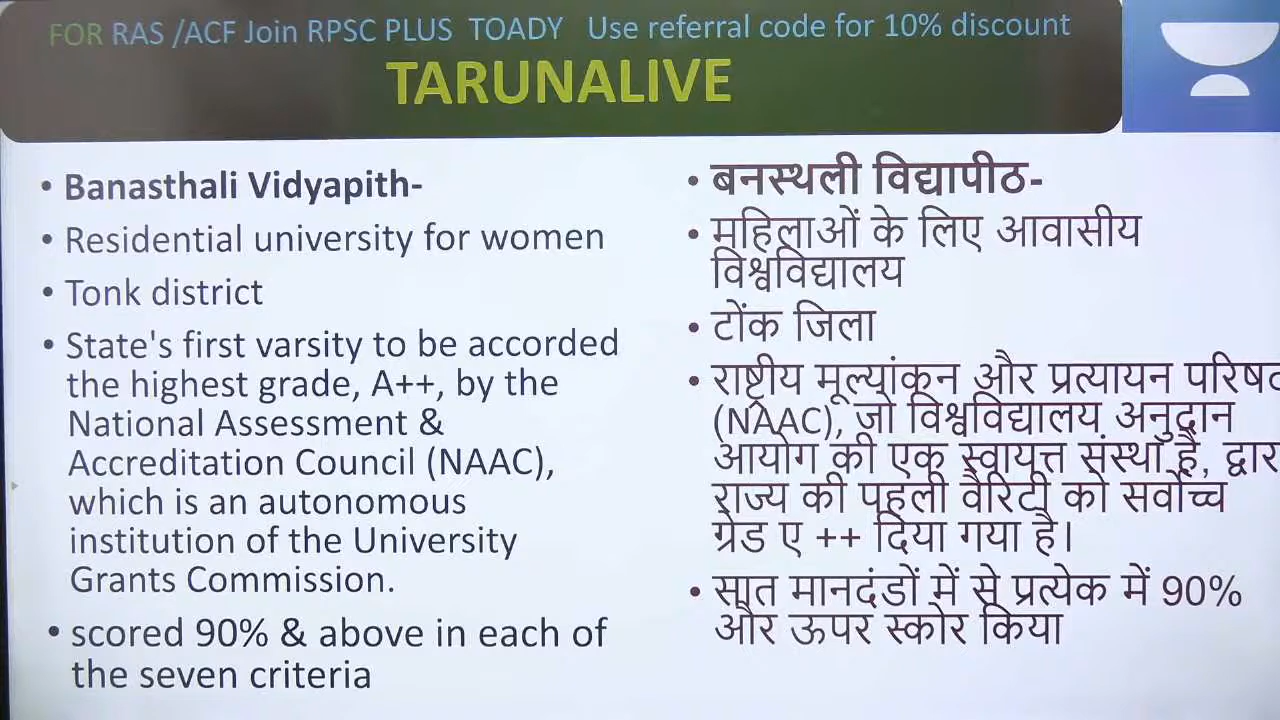 FOR RAS /ACF Join RPSC PLUS TOADY Use referral code for 10% discount
TARUNALIVE
• Banasthali Vidyapith-
• Residential university for women
• Tonk district
• State's first varsity to be accorded
the highest grade, A++, by the
National Assessment &
Accreditation Council (NAAC),
which is an autonomous
institution of the University
Grants Commission.
• scored 90% & above in each of
the seven criteria
• बनस्थली विद्यापीठ-
• महिलाओं के लिए आवासीय
विश्वविद्यालय
• टोंक जिला
• राष्ट्रीय मूल्यांकन और प्रत्यायन
(NAAC), जो विश्वविद्यालय अनुदान
आयोग की एक स्वायत्त संस्था है,
राज्य की पहली वैरिटी को सर्वोच्च
ग्रेड ए ++ दिया गया है।
• सात मानदंडों में से प्रत्येक में 90%
और ऊपर स्कोर किया